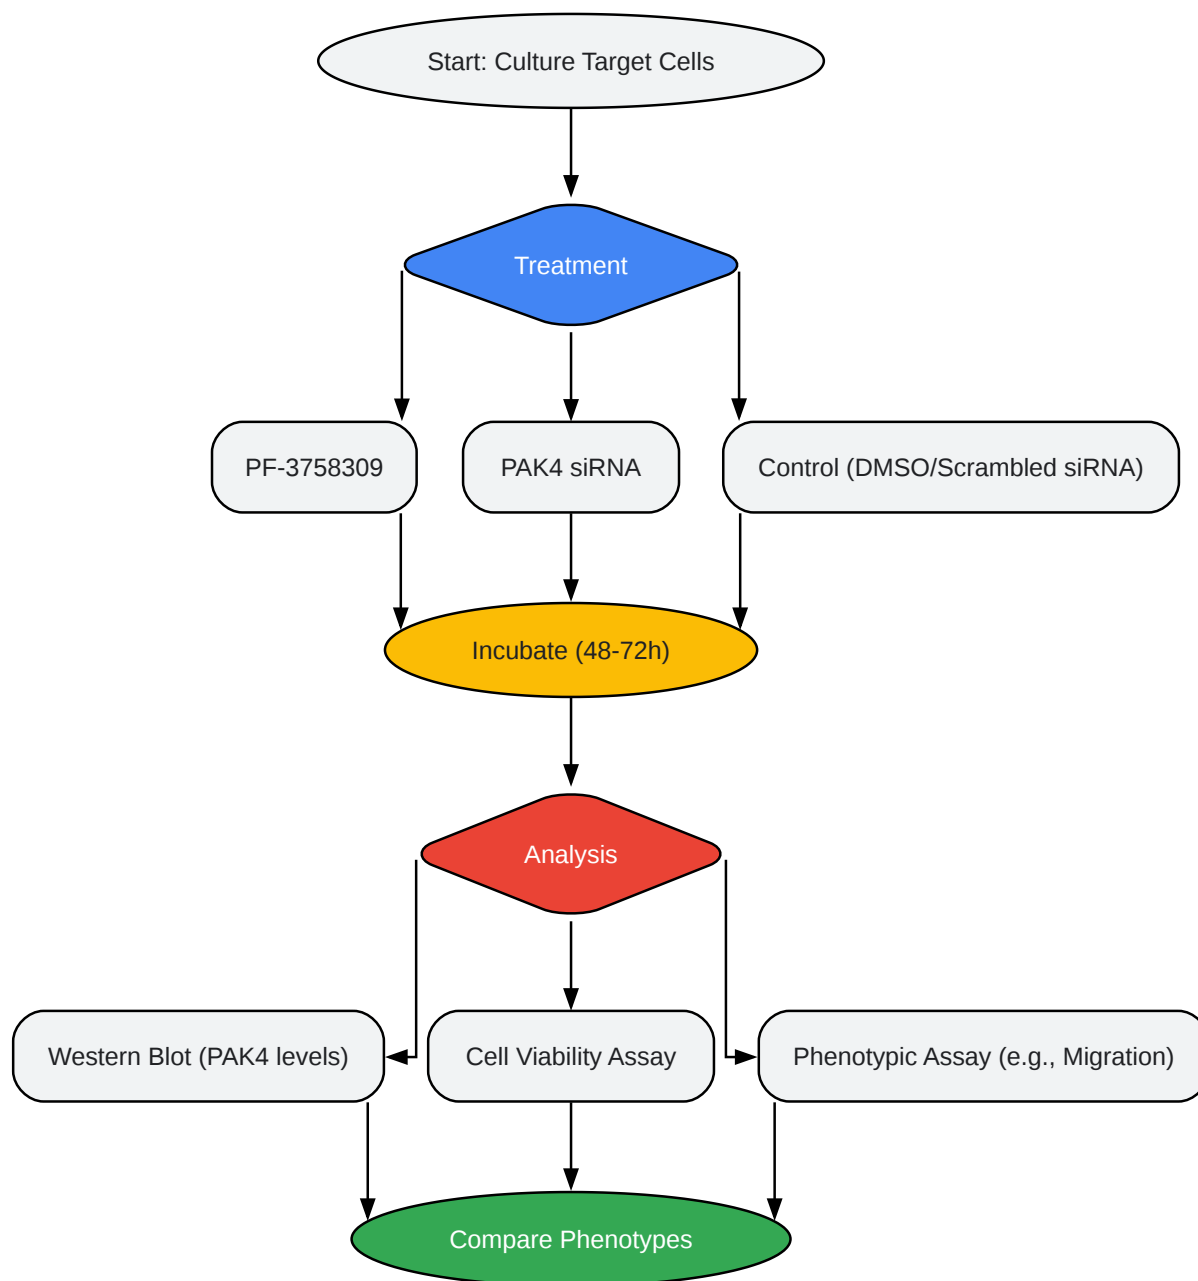 Start: Culture Target Cells
Treatment
PF-3758309
PAK4 siRNA
Control (DMSO/Scrambled siRNA)
Incubate (48-72h)
Analysis
Western Blot (PAK4 levels)
Cell Viability Assay
Phenotypic Assay (e.g., Migration)
Compare Phenotypes